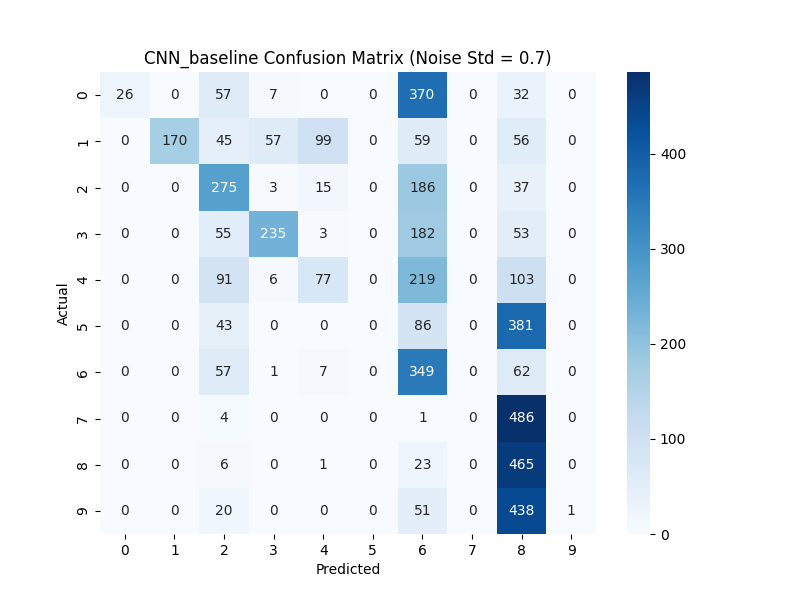 CNN_baseline Confusion Matrix (Noise Std = 0.7)
0 26 0 57 7 0 0 370 0 32 0
1 0 170 45 57 99 0 59 0 56 0
2 0 0 275 3 15 0 186 0 37 0
3 0 0 55 235 3 0 182 0 53 0
4 0 0 91 6 77 0 219 0 103 0
5 0 0 43 0 0 0 86 0 381 0
6 0 0 57 1 7 0 349 0 62 0
7 0 0 4 0 0 0 1 0 486 0
8 0 0 6 0 1 0 23 0 465 0
9 0 0 20 0 0 0 51 0 438 1
0 1 2 3 4 5 6 7 8 9
Predicted
Actual
400
300
200
100
0